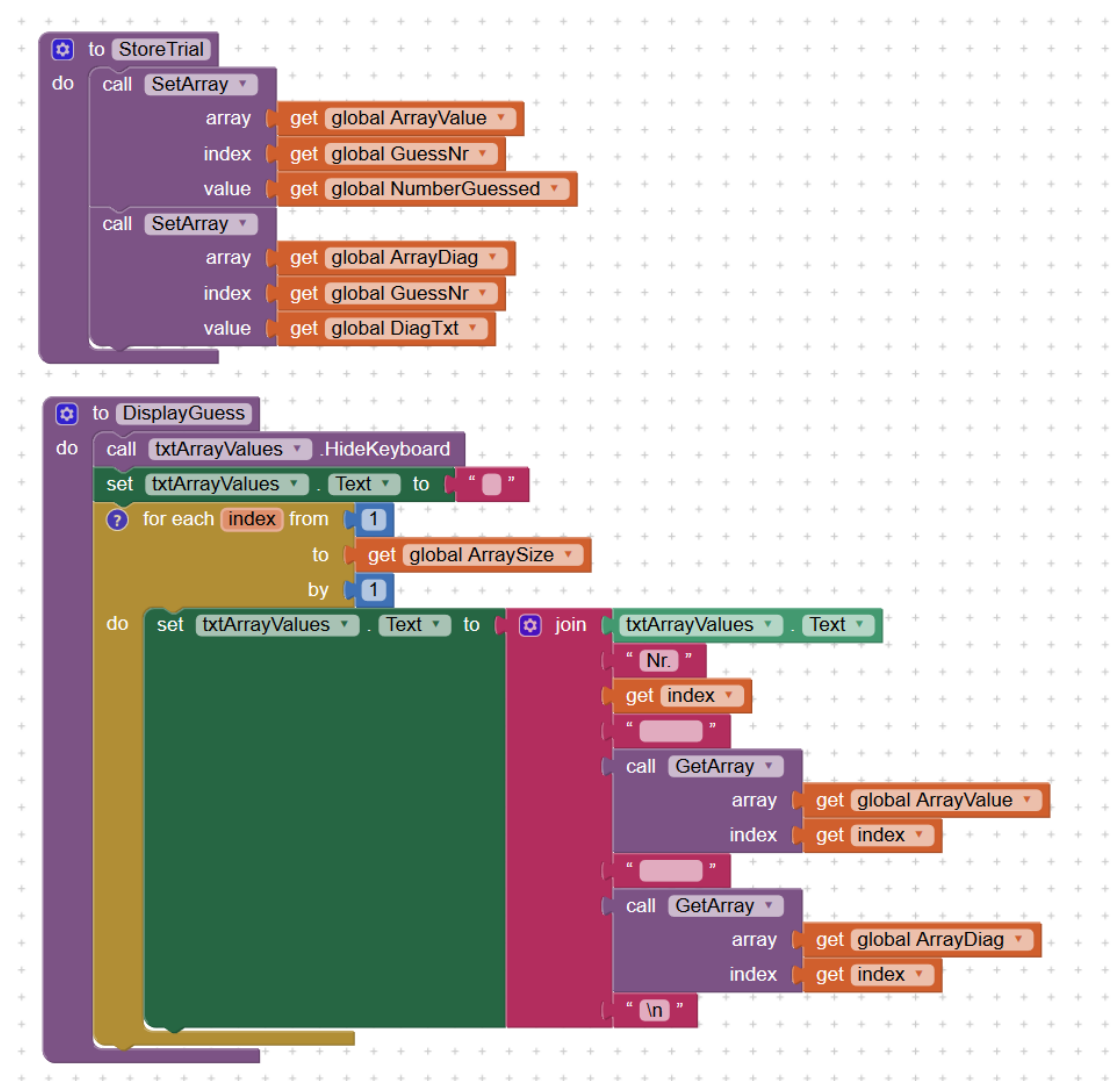 to StoreTrial
do call SetArray
array get global ArrayValue
index get global GuessNr
value get global NumberGuessed
call SetArray
array get global ArrayDiag
index get global GuessNr
value get global DiagTxt
to DisplayGuess
do call txtArrayValues .HideKeyboard
set txtArrayValues . Text to “ ”
? for each index from 1
to get global ArraySize
by 1
do set txtArrayValues . Text to join txtArrayValues . Text
“ Nr. ”
get index
“ ”
call GetArray
array get global ArrayValue
index get index
“ ”
call GetArray
array get global ArrayDiag
index get index
“ \n ”